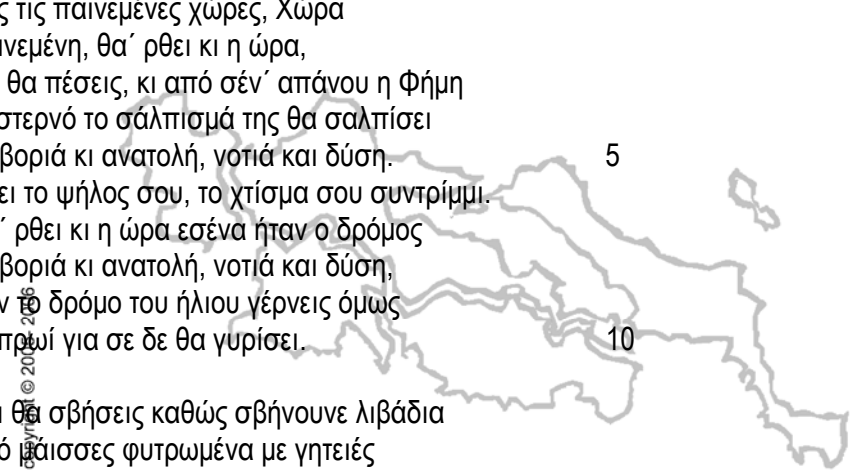 ς τις παινεμένες χώρες, Χώρα
ινεμένη, θα΄ ρθει κι η ώρα,
θα πέσεις, κι από σέν΄ απάνου η Φήμη
στερνό το σάλπισμά της θα σαλπίσει
βοριά κι ανατολή, νοτιά και δύση. 5
ει το ψήλος σου, το χτίσμα σου συντρίμμι.
΄ ρθει κι η ώρα εσένα ήταν ο δρόμος
βοριά κι ανατολή, νοτιά και δύση,
ν το δρόμο του ήλιου γέρνεις όμως
πρωί για σε δε θα γυρίσει. 10
ι θα σβήσεις καθώς σβήνουνε λιβάδια
ό μάισσες φυτρωμένα με γητειές
copyright © 2005- 2006